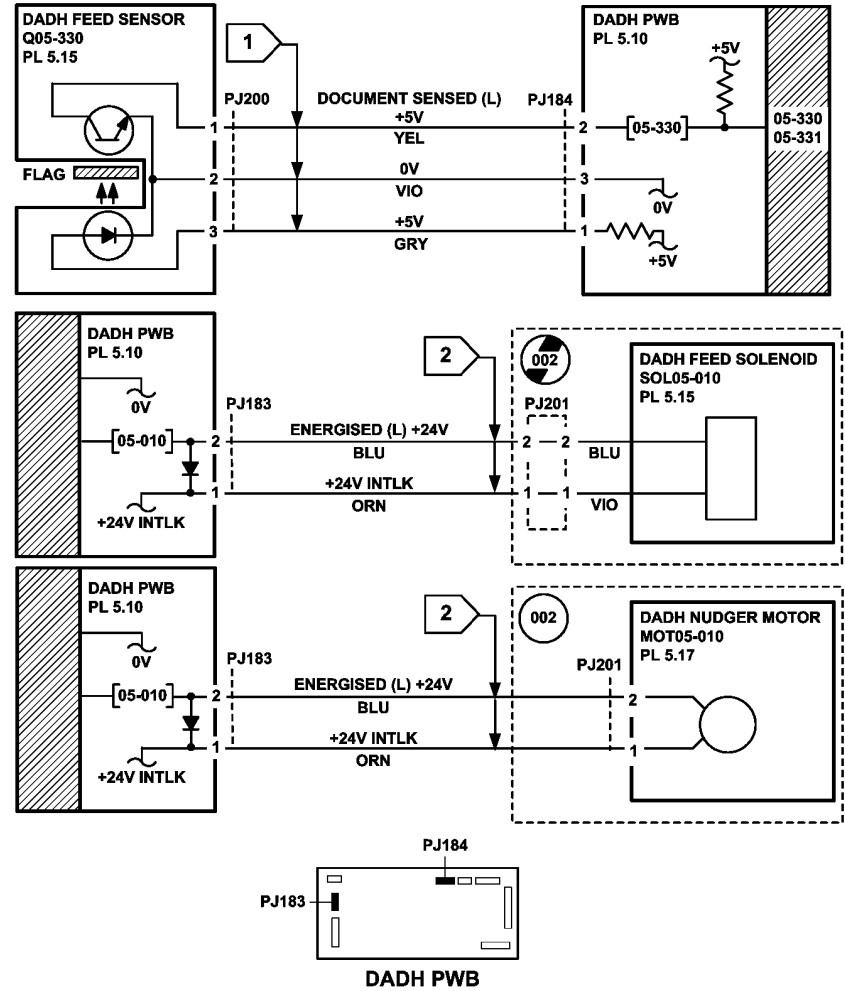 DADH FEED SENSOR
Q05-330
PL 5.15
1
DADH PWB
PL 5.10
+5V
PJ200
DOCUMENT SENSED (L)
PJ184
1
+5V
YEL
2
[05-330]
05-330
05-331
FLAG
2
0V
VIO
3
0V
3
+5V
GRY
1
+5V
DADH PWB
PL 5.10
0V
2
002
DADH FEED SOLENOID
SOL05-010
PL 5.15
PJ183
PJ201
[05-010]
2
ENERGISED (L) +24V
BLU
2
2
BLU
+24V INTLK
1
+24V INTLK
ORN
1
1
VIO
DADH PWB
PL 5.10
0V
2
002
DADH NUDGER MOTOR
MOT05-010
PL 5.17
PJ183
PJ201
[05-010]
2
ENERGISED (L) +24V
BLU
2
+24V INTLK
1
+24V INTLK
ORN
1
PJ184
PJ183
DADH PWB